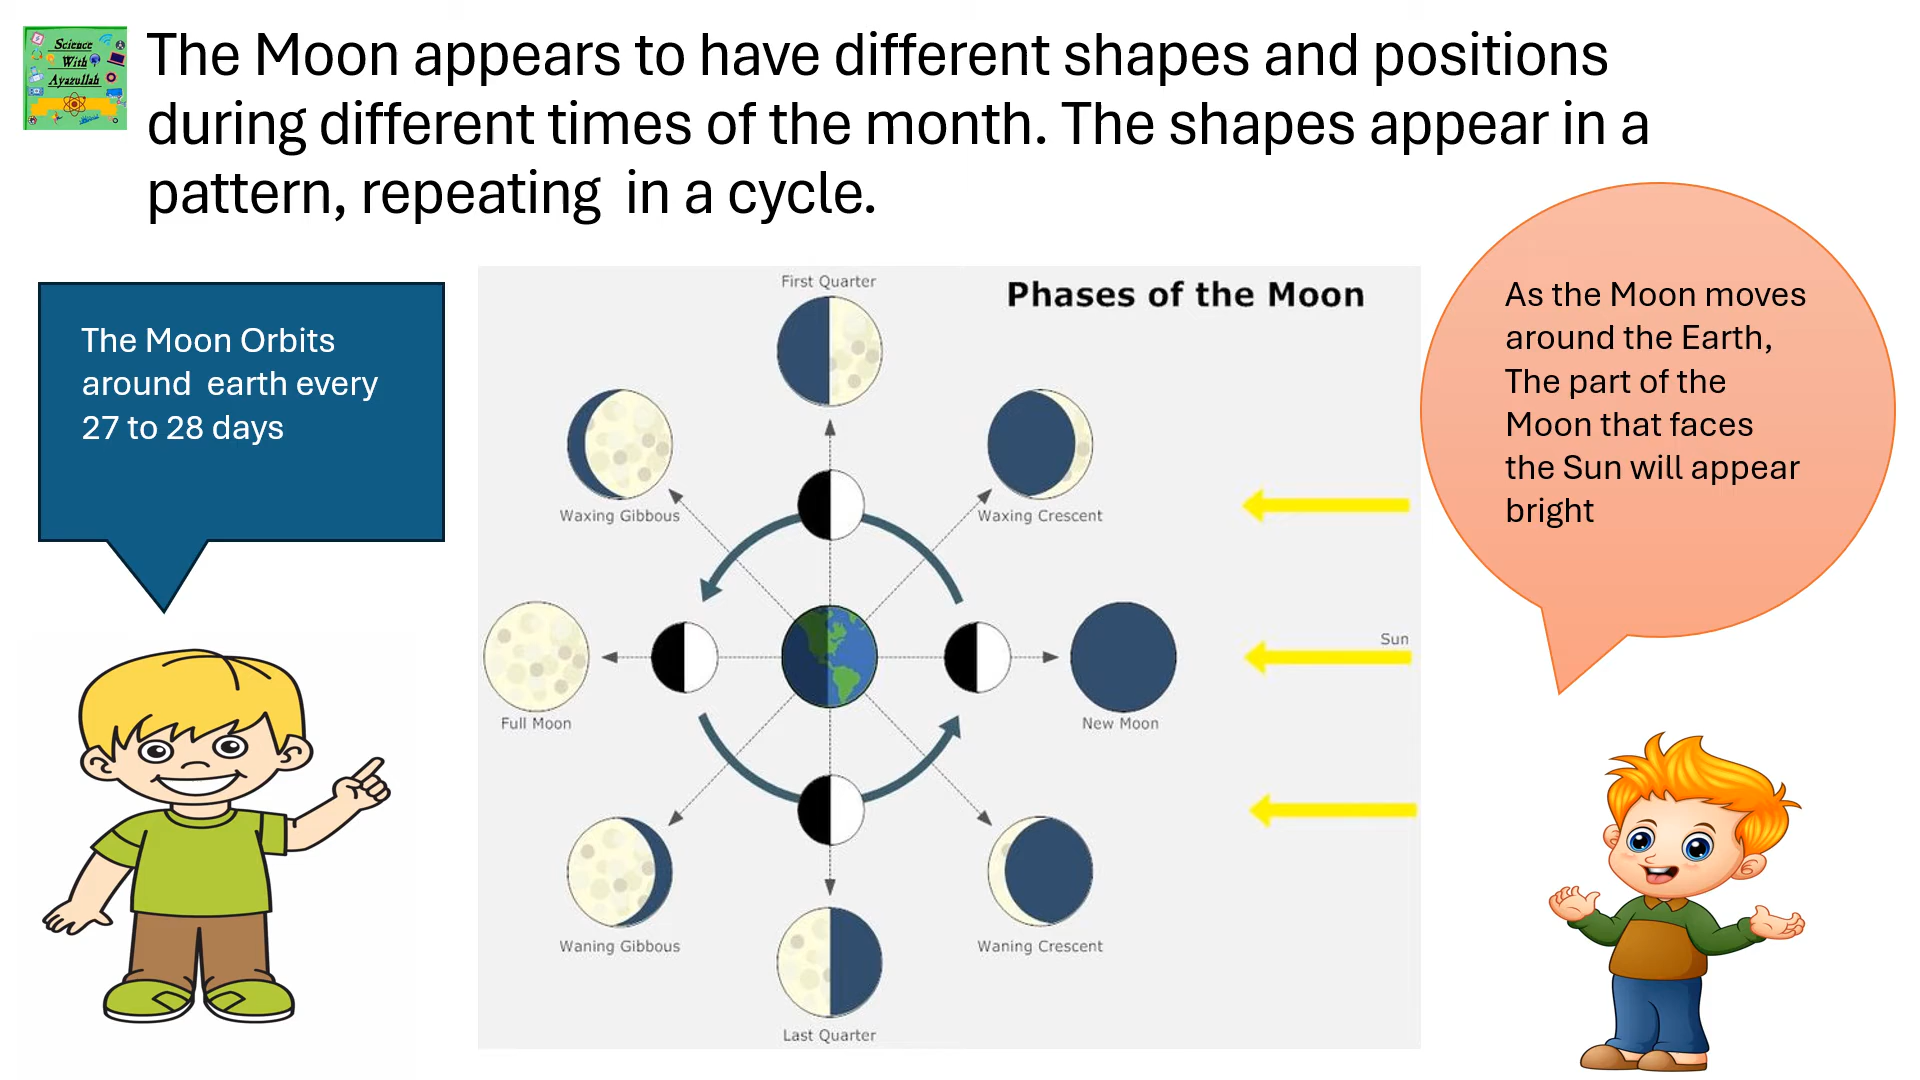 Science
With
Ayazullah
The Moon appears to have different shapes and positions
during different times of the month. The shapes appear in a
pattern, repeating  in a cycle.
The Moon Orbits
around  earth every
27 to 28 days
Phases of the Moon
First Quarter
Waxing Gibbous
Waxing Crescent
Sun
Full Moon
New Moon
Waning Gibbous
Waning Crescent
Last Quarter
As the Moon moves
around the Earth,
The part of the
Moon that faces
the Sun will appear
bright